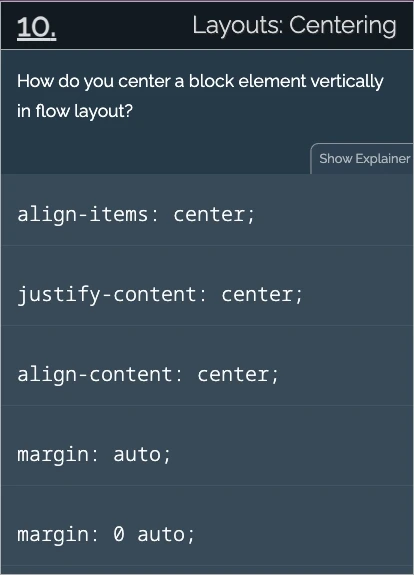 10.
Layouts: Centering
How do you center a block element vertically
in flow layout?
Show Explainer
align-items: center;
justify-content: center;
align-content: center;
margin: auto;
margin: 0 auto;